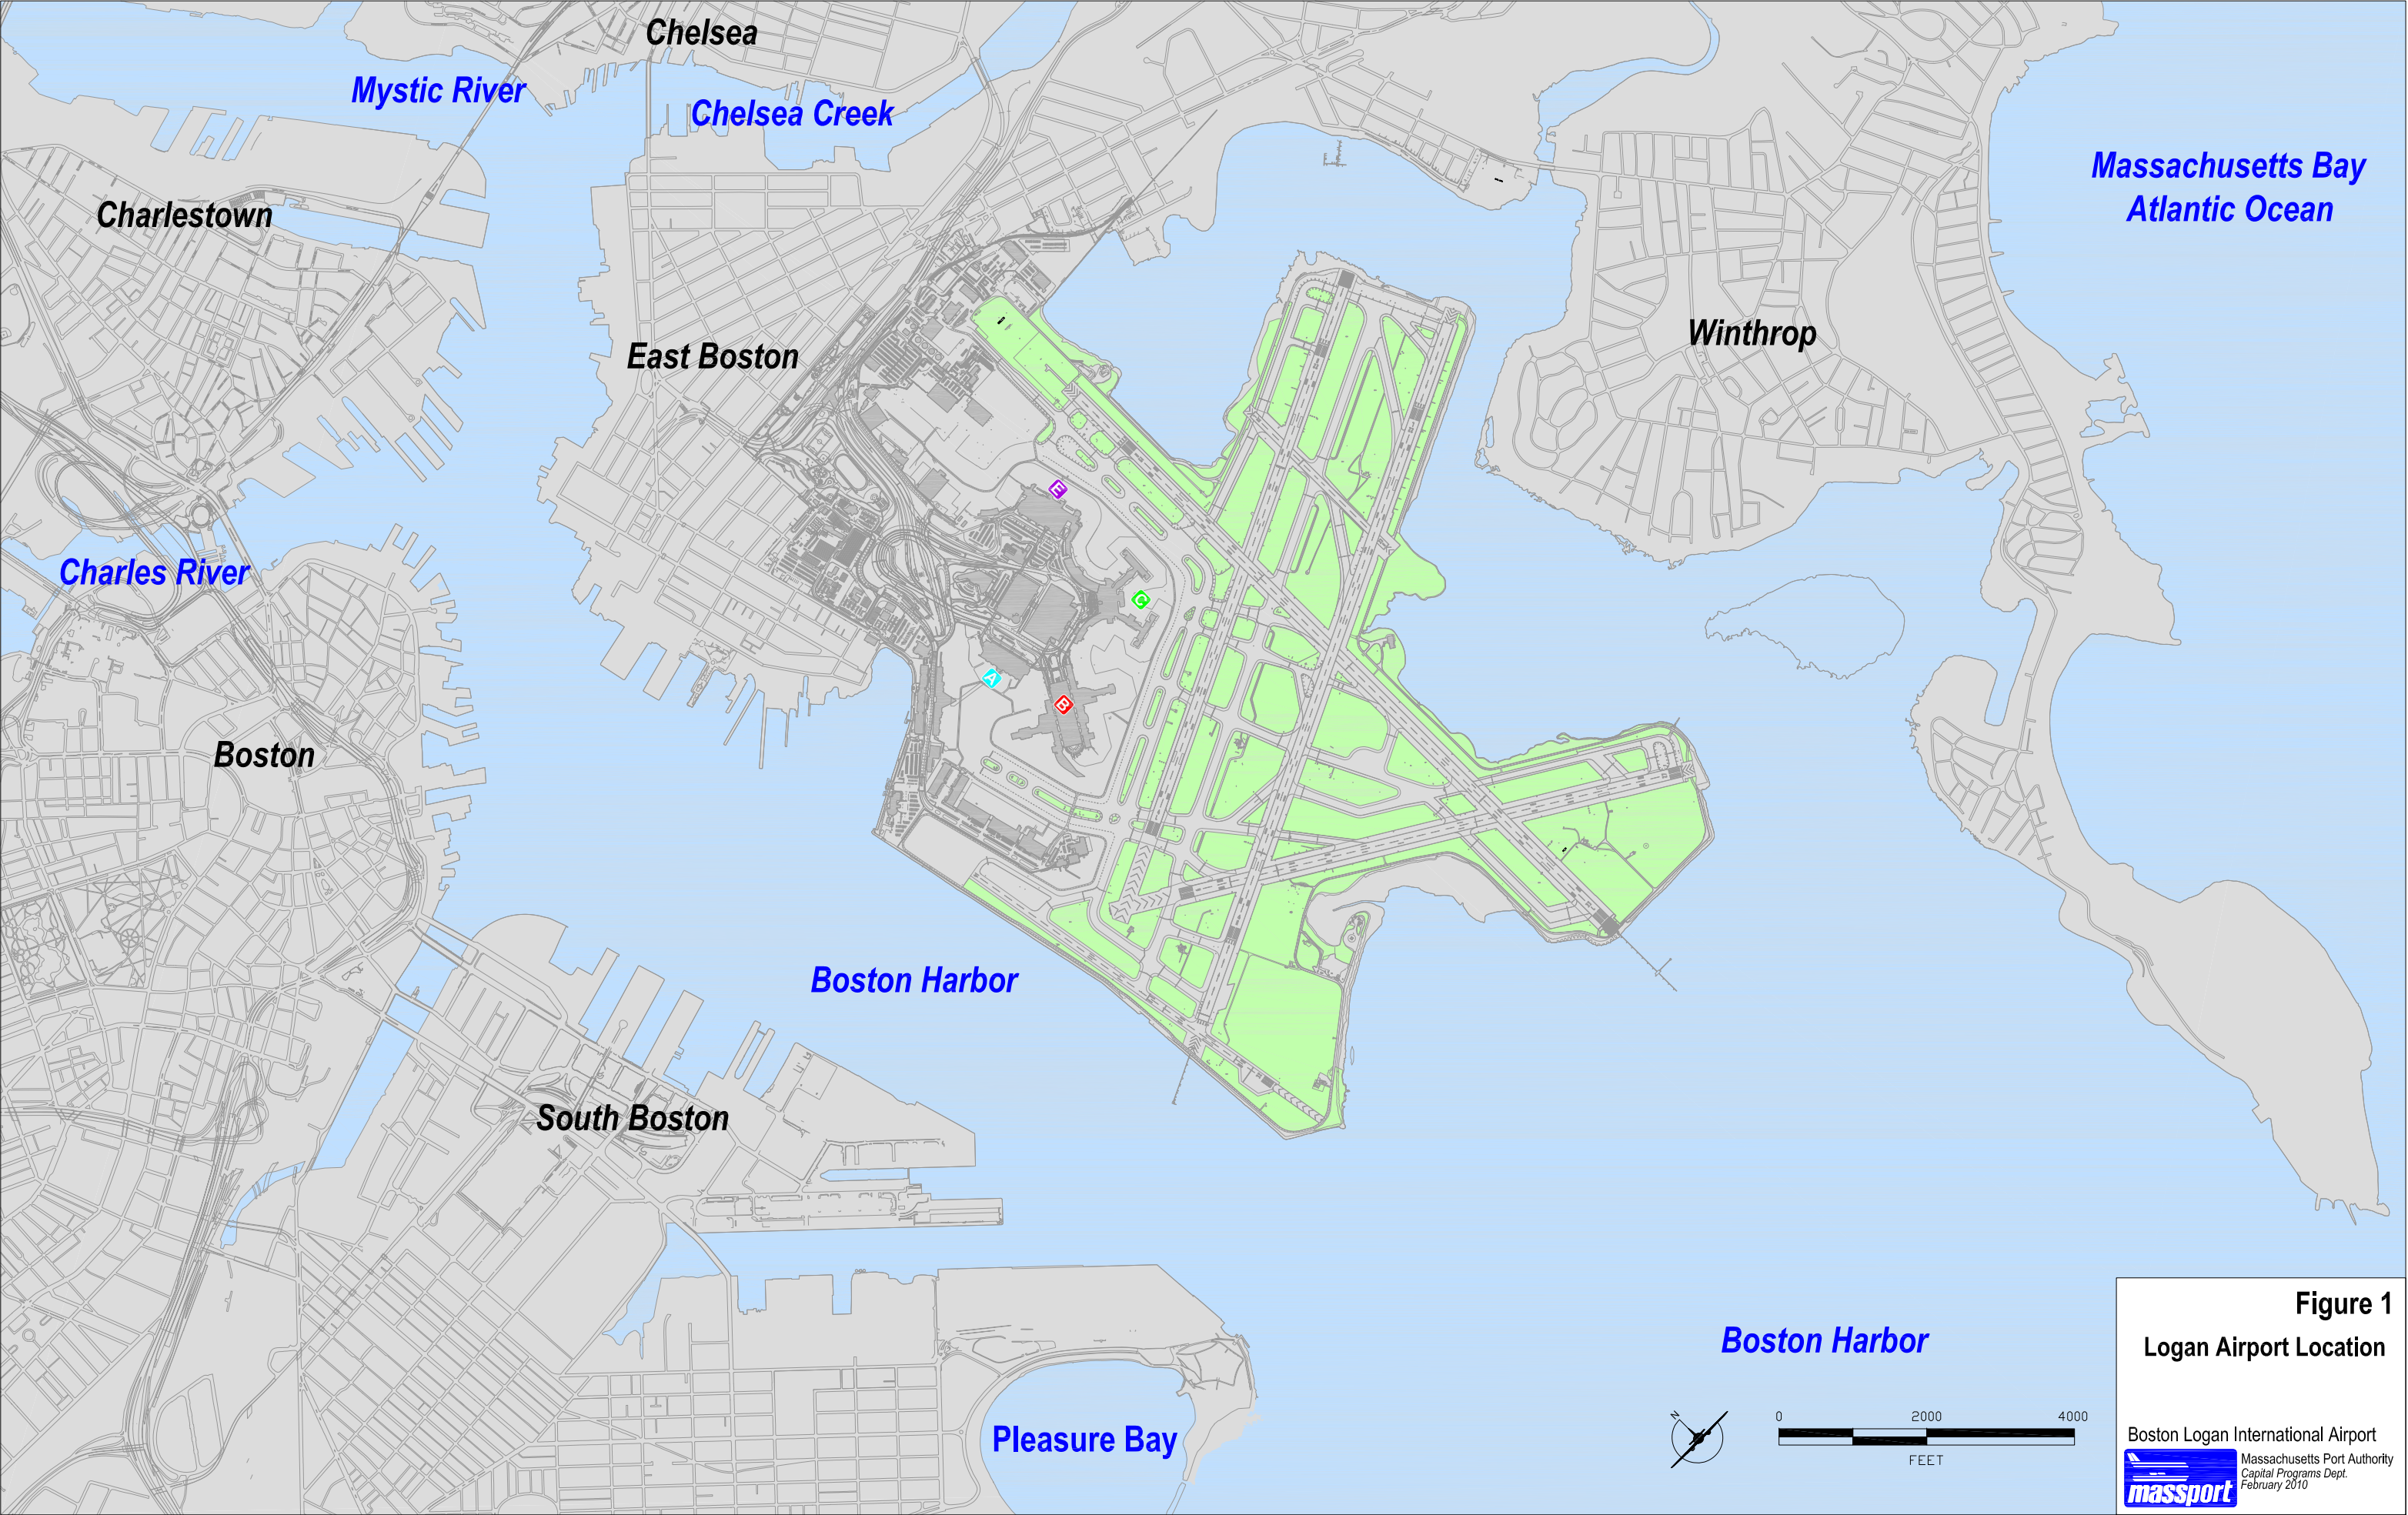 Chelsea
Mystic River
Chelsea Creek
Massachusetts Bay
Atlantic Ocean
Charlestown
Winthrop
East Boston
E
Charles River
C
A
B
Boston
Boston Harbor
South Boston
Boston Harbor
Pleasure Bay
N
0 2000 4000
FEET
Figure 1
Logan Airport Location
Boston Logan International Airport
massport
Massachusetts Port Authority
Capital Programs Dept.
February 2010